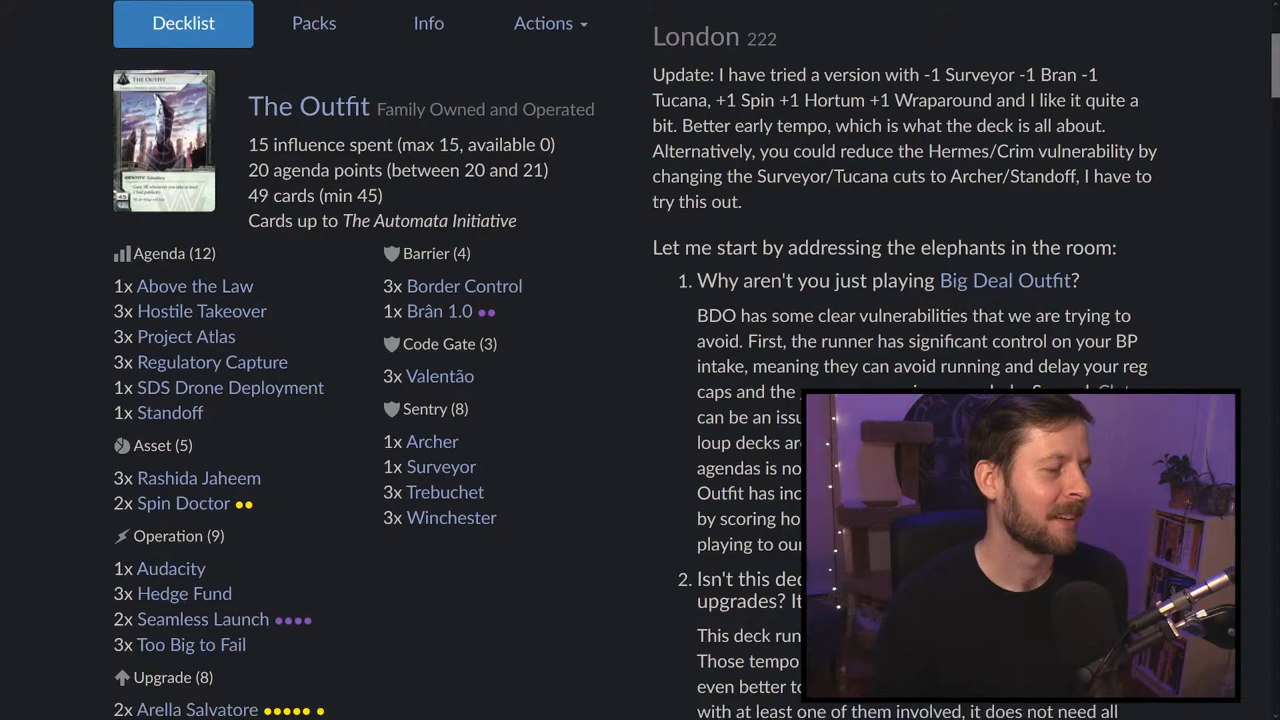 Decklist
Packs
Info
Actions
THE OUTFIT
The Outfit Family Owned and Operated
15 influence spent (max 15, available 0)
20 agenda points (between 20 and 21)
49 cards (min 45)
Cards up to The Automata Initiative
Agenda (12)
1x Above the Law
3x Hostile Takeover
3x Project Atlas
3x Regulatory Capture
1x SDS Drone Deployment
1x Standoff
Asset (5)
3x Rashida Jaheem
2x Spin Doctor ●●
Operation (9)
1x Audacity
3x Hedge Fund
2x Seamless Launch ●●●●
3x Too Big to Fail
Upgrade (8)
2x Arella Salvatore ●●●●● ●
Barrier (4)
3x Border Control
1x Brân 1.0 ●●
Code Gate (3)
3x Valentão
Sentry (8)
1x Archer
1x Surveyor
3x Trebuchet
3x Winchester
London 222
Update: I have tried a version with -1 Surveyor -1 Bran -1
Tucana, +1 Spin +1 Hortum +1 Wraparound and I like it quite a
bit. Better early tempo, which is what the deck is all about.
Alternatively, you could reduce the Hermes/Crim vulnerability by
changing the Surveyor/Tucana cuts to Archer/Standoff, I have to
try this out.
Let me start by addressing the elephants in the room:
1. Why aren't you just playing Big Deal Outfit?
BDO has some clear vulnerabilities that we are trying to
avoid. First, the runner has significant control on your BP
intake, meaning they can avoid running and delay your reg
caps and the
can be an issu
loup decks ar
agendas is no
Outfit has inc
by scoring ho
playing to our
2. Isn't this dec
upgrades? It
This deck run
Those tempo
even better to
with at least one of them involved, it does not need all